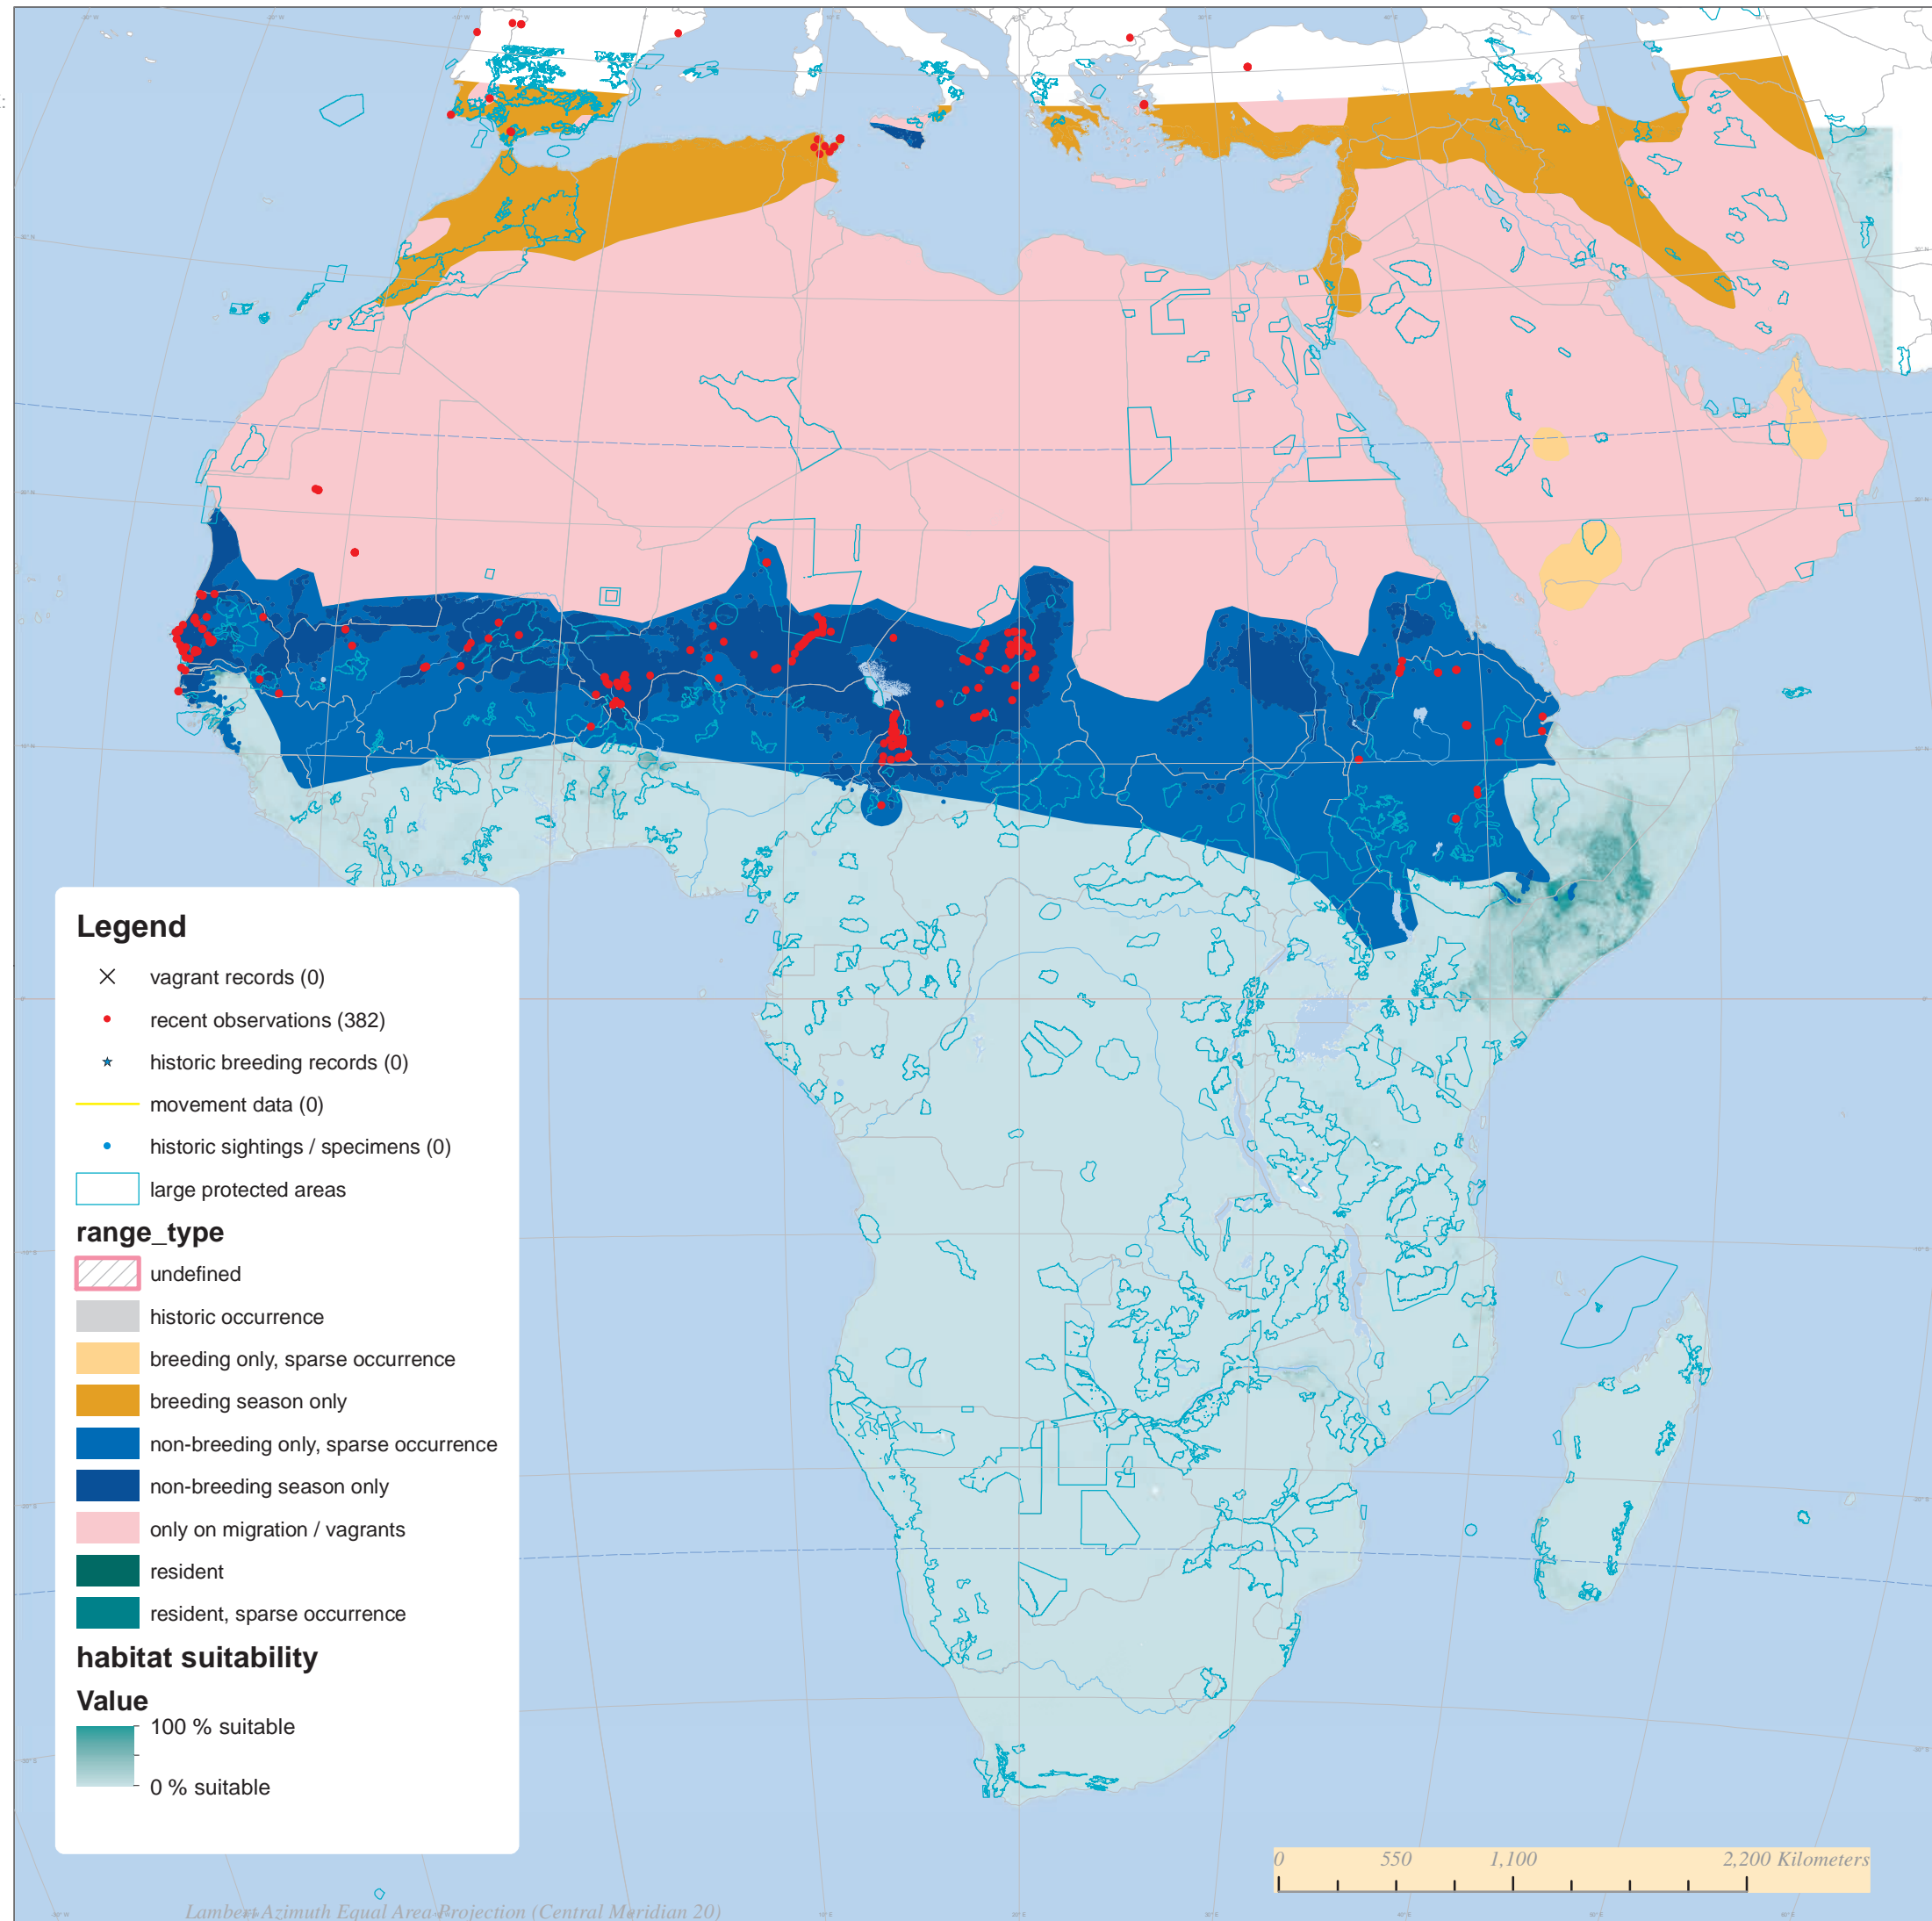 Legend
vagrant records (0)
recent observations (382)
historic breeding records (0)
movement data (0)
historic sightings / specimens (0)
large protected areas
range_type
undefined
historic occurrence
breeding only, sparse occurrence
breeding season only
non-breeding only, sparse occurrence
non-breeding season only
only on migration / vagrants
resident
resident, sparse occurrence
habitat suitability
Value
100 % suitable
0 % suitable
0 550 1,100 2,200 Kilometers
Lambert Azimuth Equal Area Projection (Central Meridian 20)